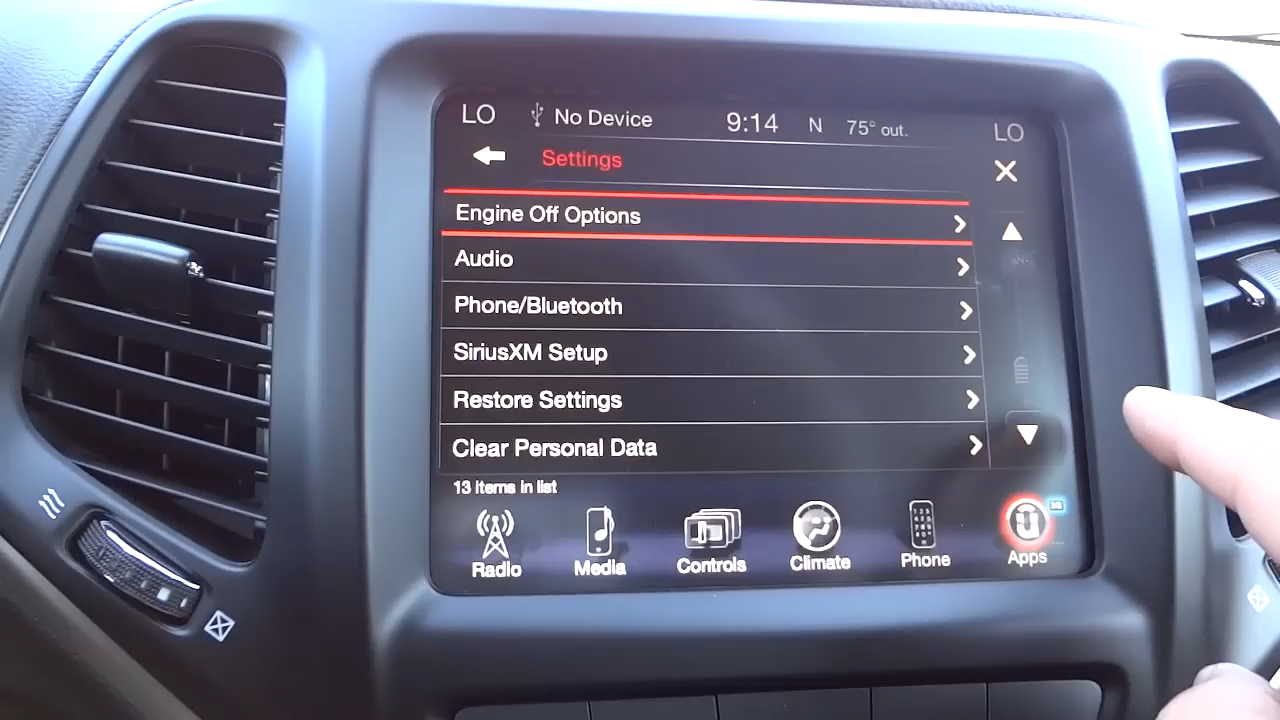 LO No Device 9:14 N 75° out. LO
Settings
Engine Off Options
Audio
Phone/Bluetooth
SiriusXM Setup
Restore Settings
Clear Personal Data
13 Items in list
Radio Media Controls Climate Phone Apps